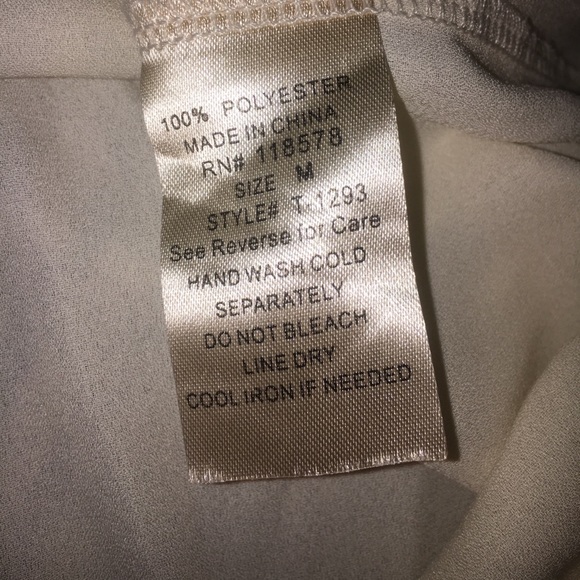 100% POLYESTER
MADE IN CHINA
RN# 118578
SIZE M
STYLE# T-1293
See Reverse for Care
HAND WASH COLD
SEPARATELY
DO NOT BLEACH
LINE DRY
COOL IRON IF NEEDED